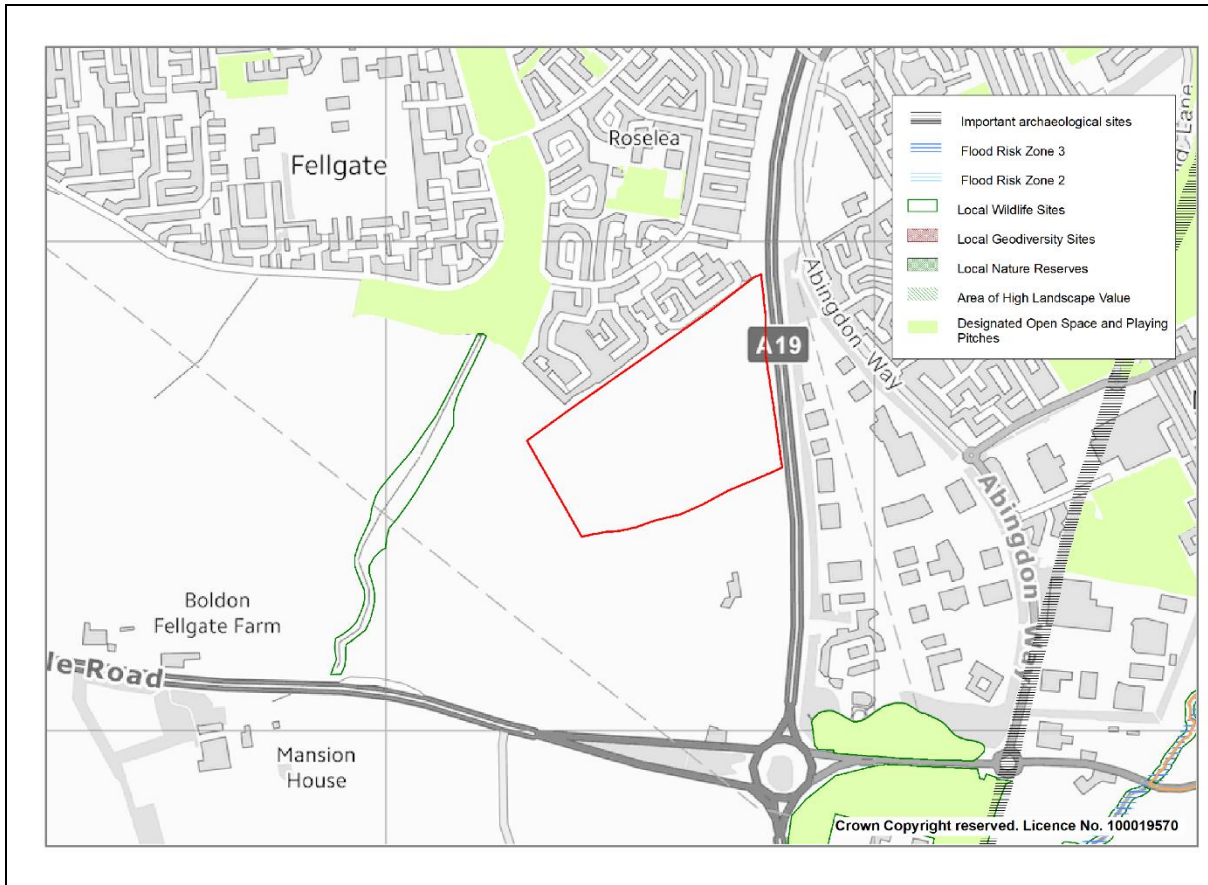 Fellgate
Roselea
Important archaeological sites
Flood Risk Zone 3
Flood Risk Zone 2
Local Wildlife Sites
Local Geodiversity Sites
Local Nature Reserves
Area of High Landscape Value
Designated Open Space and Playing
Pitches
Lane
Abingdon Way
A19
Abingdon Way
Boldon
Fellgate Farm
le Road
Mansion
House
Crown Copyright reserved. Licence No. 100019570